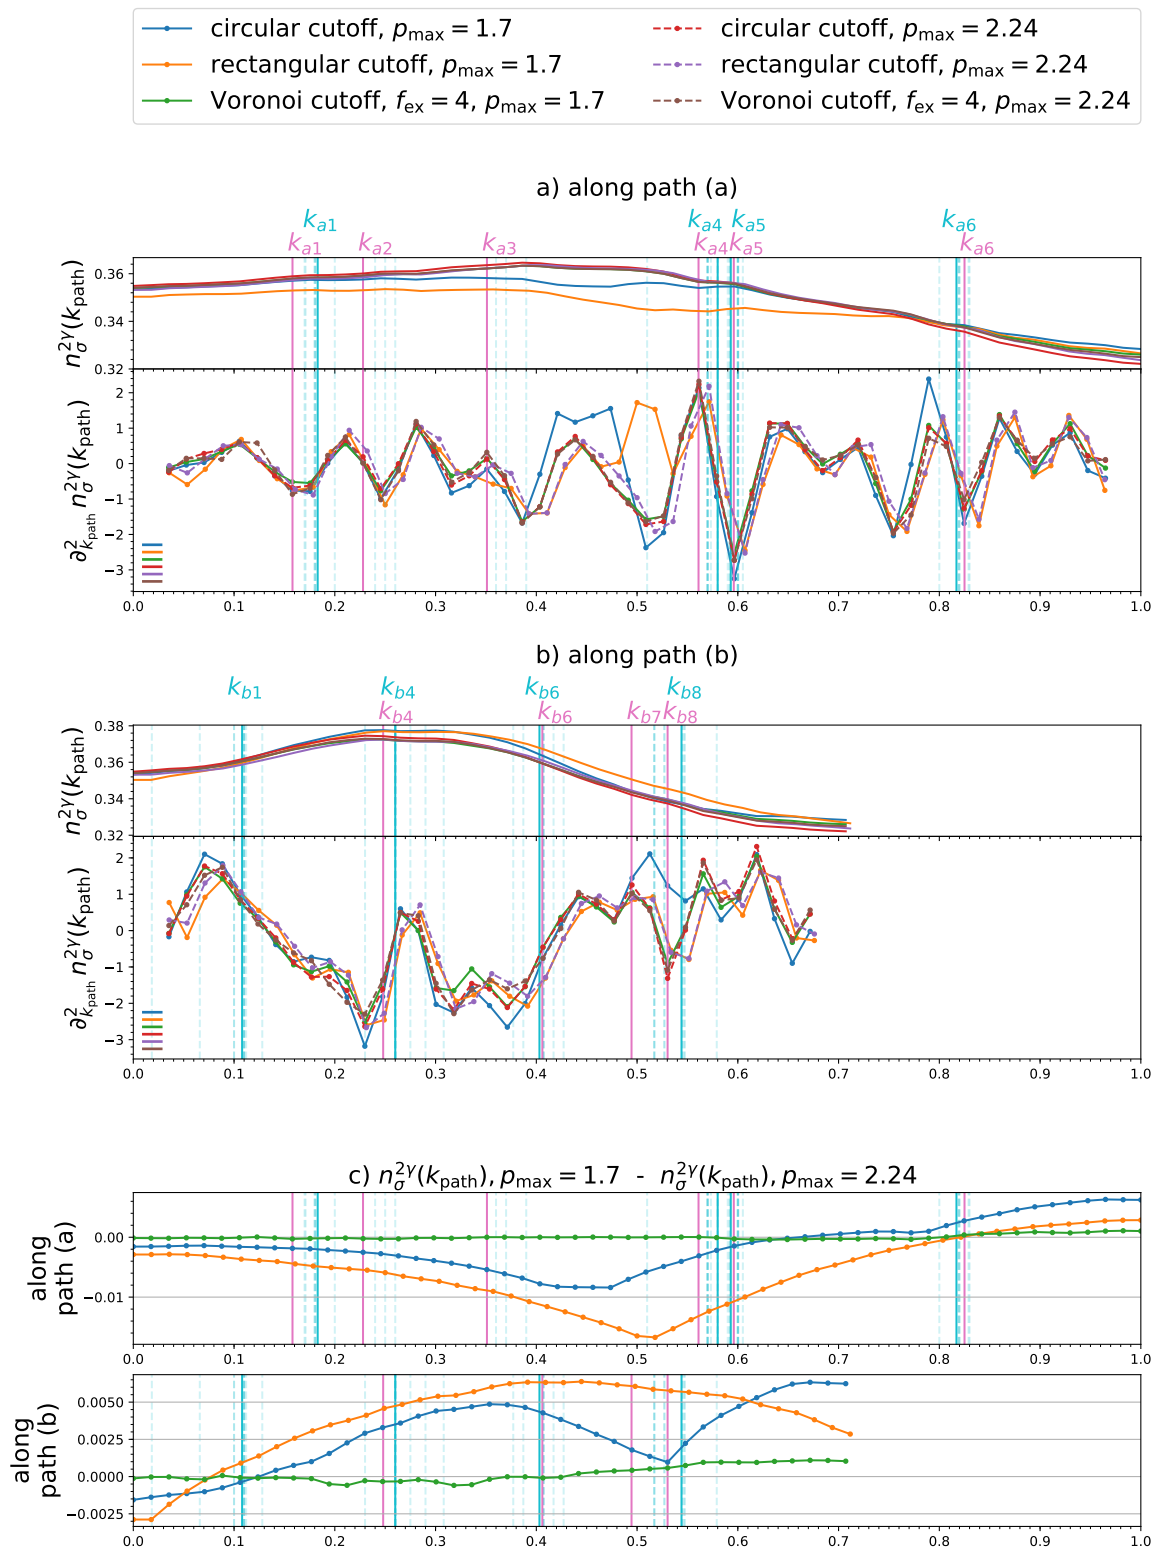 circular cutoff, p_max = 1.7
rectangular cutoff, p_max = 1.7
Voronoi cutoff, f_ex = 4, p_max = 1.7
circular cutoff, p_max = 2.24
rectangular cutoff, p_max = 2.24
Voronoi cutoff, f_ex = 4, p_max = 2.24
a) along path (a)
k_a1 k_a4 k_a5 k_a6
k_a1 k_a2 k_a3 k_a4 k_a5 k_a6
n_σ^2γ(k_path)
0.36
0.34
0.32
∂²_k_path n_σ^2γ(k_path)
2
1
0
−1
−2
−3
0.0 0.1 0.2 0.3 0.4 0.5 0.6 0.7 0.8 0.9 1.0
b) along path (b)
k_b1 k_b4 k_b6 k_b8
k_b4 k_b6 k_b7 k_b8
n_σ^2γ(k_path)
0.38
0.36
0.34
0.32
∂²_k_path n_σ^2γ(k_path)
2
1
0
−1
−2
−3
0.0 0.1 0.2 0.3 0.4 0.5 0.6 0.7 0.8 0.9 1.0
c) n_σ^2γ(k_path), p_max = 1.7 - n_σ^2γ(k_path), p_max = 2.24
along
path (a)
0.00
−0.01
0.0 0.1 0.2 0.3 0.4 0.5 0.6 0.7 0.8 0.9 1.0
along
path (b)
0.0050
0.0025
0.0000
−0.0025
0.0 0.1 0.2 0.3 0.4 0.5 0.6 0.7 0.8 0.9 1.0